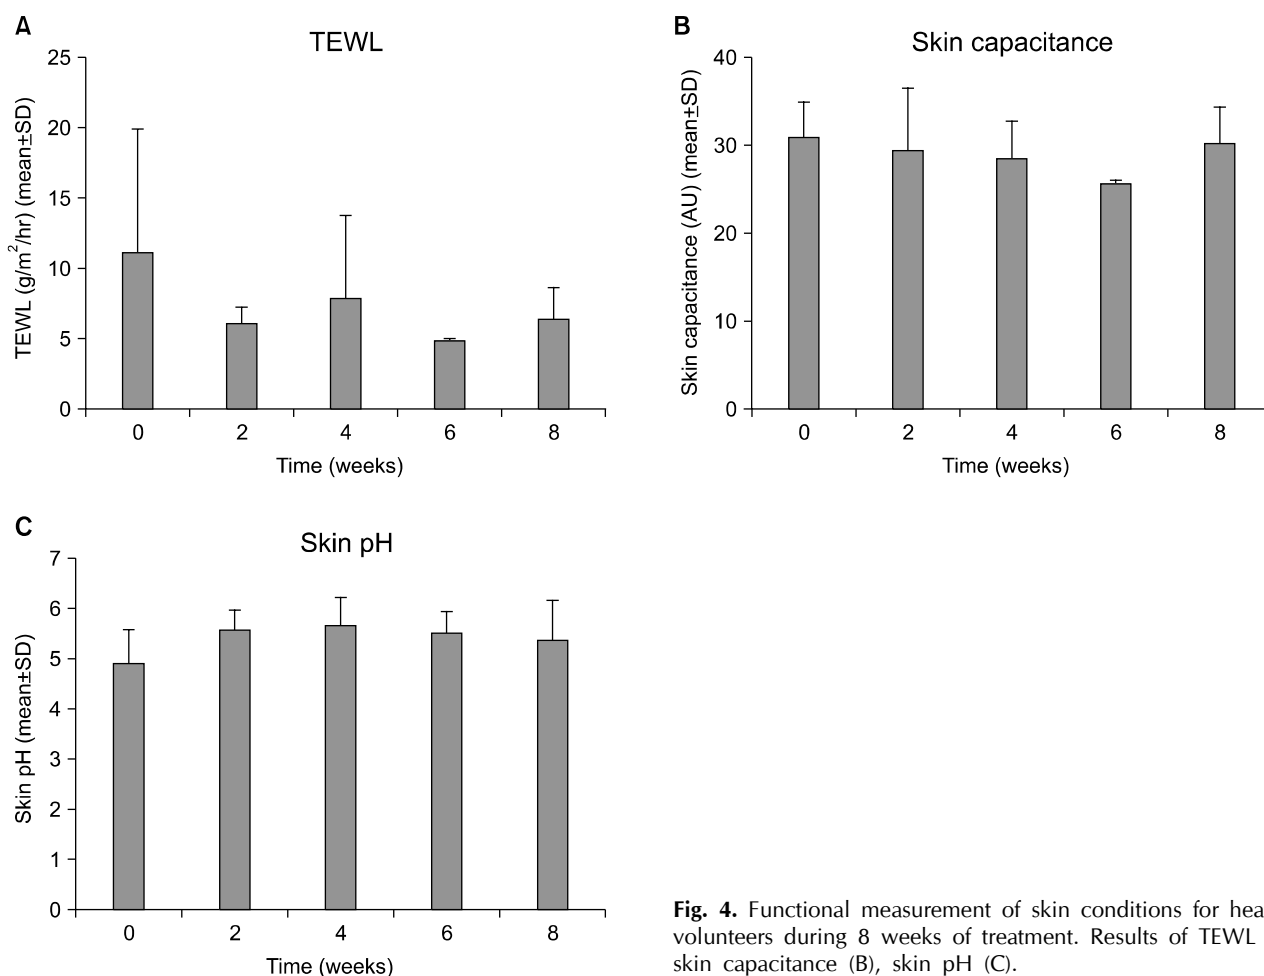 A
TEWL
TEWL (g/m²/hr) (mean±SD)
25
20
15
10
5
0
0 2 4 6 8
Time (weeks)
B
Skin capacitance
Skin capacitance (AU) (mean±SD)
40
30
20
10
0
0 2 4 6 8
Time (weeks)
C
Skin pH
Skin pH (mean±SD)
7
6
5
4
3
2
1
0
0 2 4 6 8
Time (weeks)
Fig. 4. Functional measurement of skin conditions for hea
volunteers during 8 weeks of treatment. Results of TEWL
skin capacitance (B), skin pH (C).